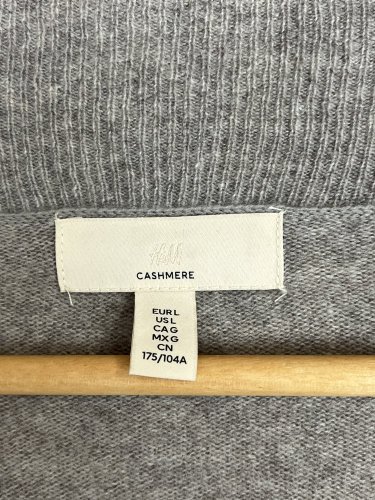 H&M
CASHMERE
EUR L
US L
CA G
MX G
CN
175/104A